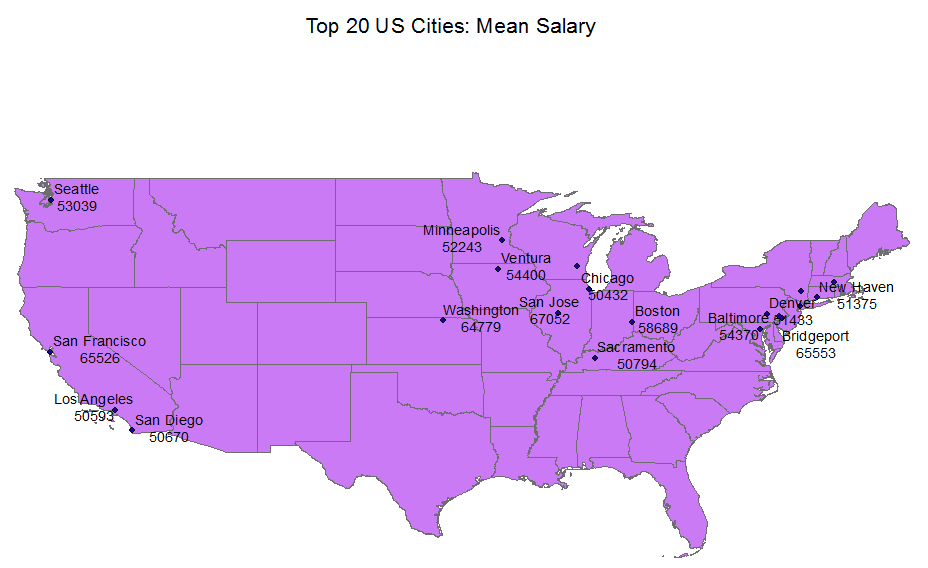 Top 20 US Cities: Mean Salary
Seattle
53039
Minneapolis
52243
Ventura
54400
Chicago
50432
New Haven
51375
Washington
64779
San Jose
67052
Boston
58689
Denver
51483
Baltimore
54370
Bridgeport
65553
San Francisco
65526
Sacramento
50794
Los Angeles
50593
San Diego
50670